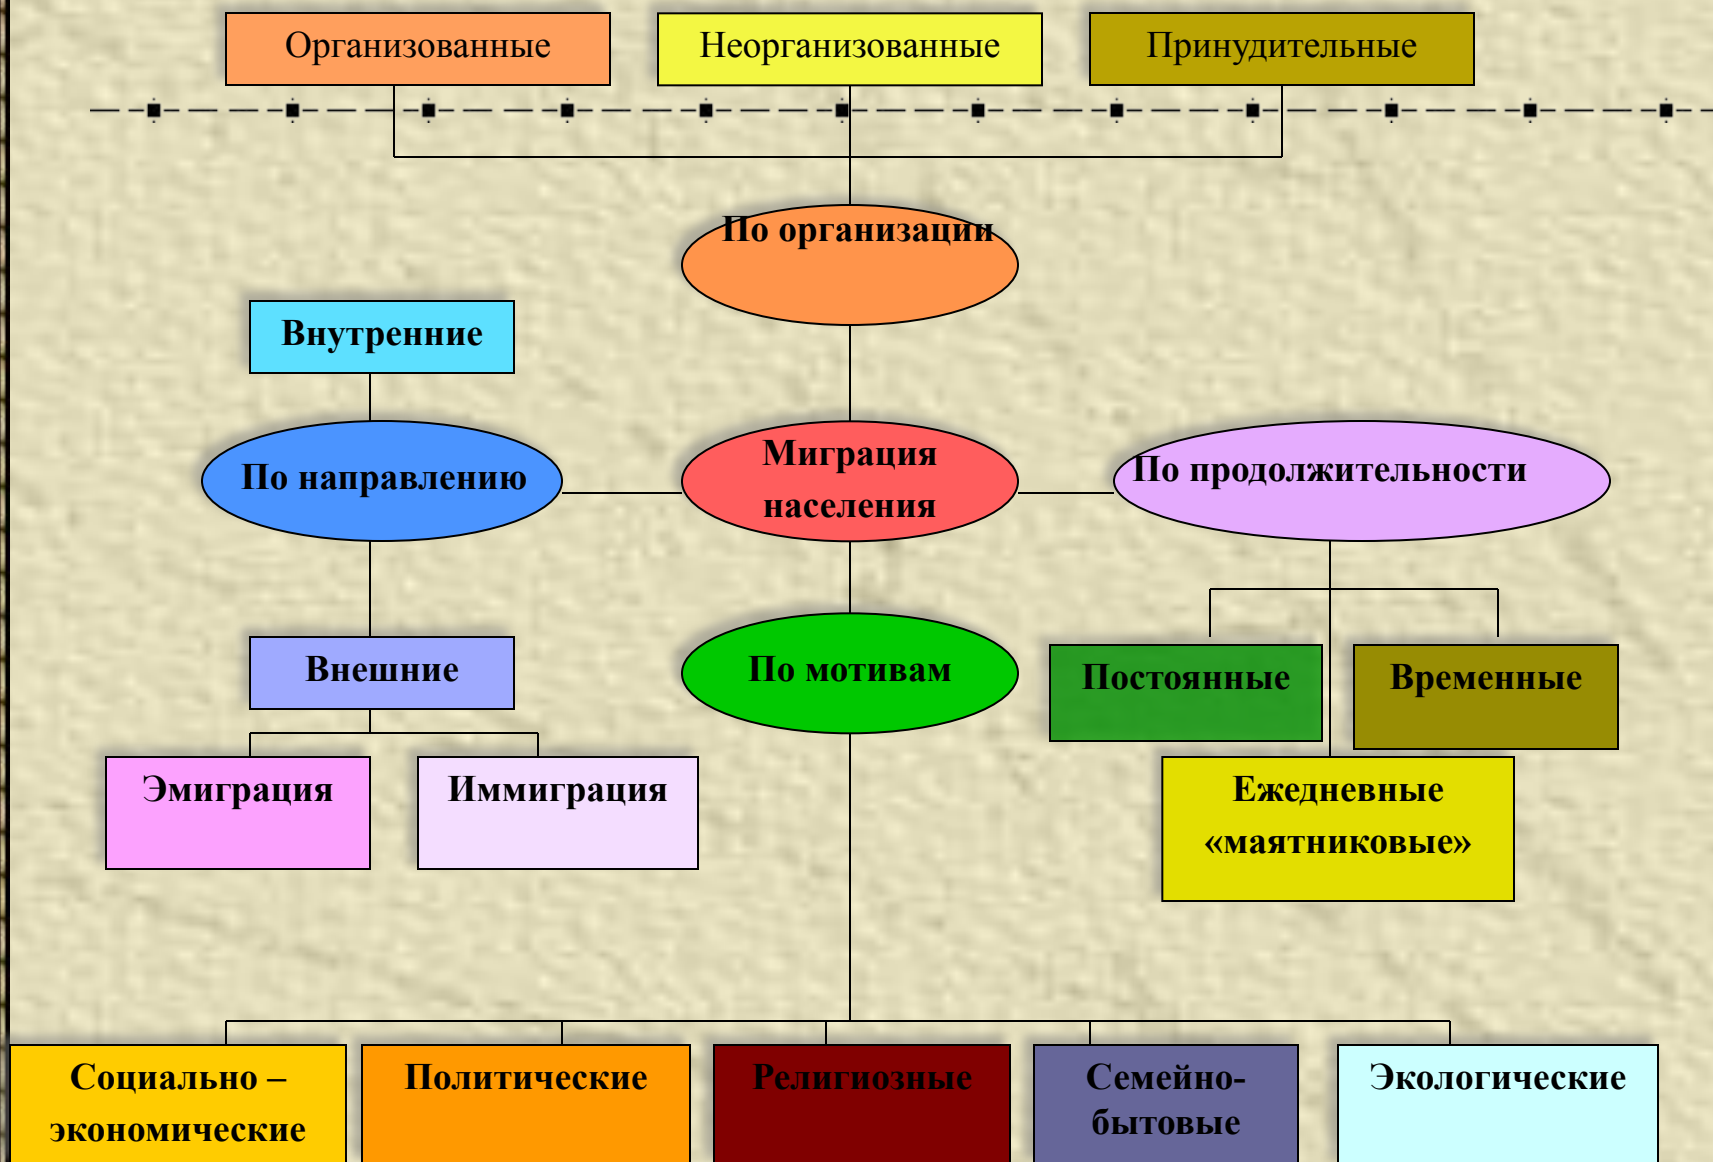 Организованные
Неорганизованные
Принудительные
По организации
Внутренние
По направлению
Миграция
населения
По продолжительности
Внешние
По мотивам
Постоянные
Временные
Эмиграция
Иммиграция
Ежедневные
«маятниковые»
Социально –
экономические
Политические
Религиозные
Семейно-
бытовые
Экологические